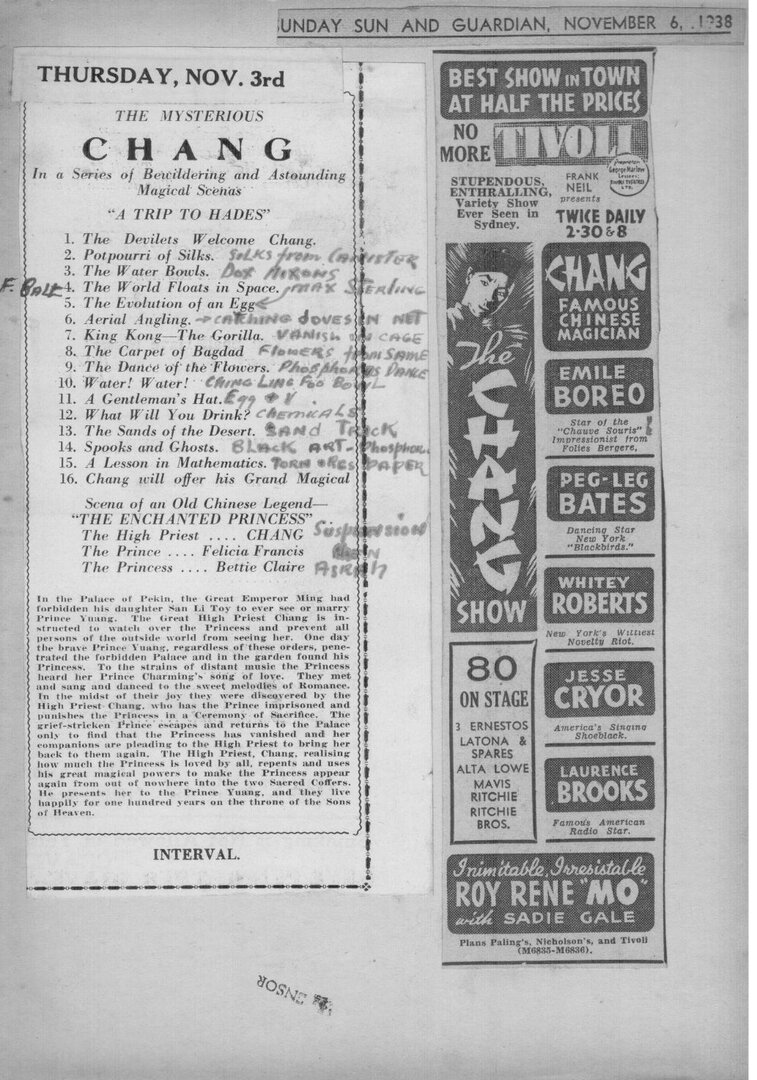 SUNDAY SUN AND GUARDIAN, NOVEMBER 6, 1938
THURSDAY, NOV. 3rd
THE MYSTERIOUS
CHANG
In a Series of Bewildering and Astounding
Magical Scenas
"A TRIP TO HADES"
1. The Devilets Welcome Chang.
2. Potpourri of Silks. SILKS from CANISTER
3. The Water Bowls.
F. BALL 4. The World Floats in Space. MAX STERLING
5. The Evolution of an Egg
6. Aerial Angling. CATCHING DOVES IN NET
7. King Kong—The Gorilla. VANISH IN CAGE
8. The Carpet of Bagdad FLOWERS from SAME
9. The Dance of the Flowers. Phosphorus DANCE
10. Water! Water! CHING LING FOO BOWL
11. A Gentleman's Hat. Egg
12. What Will You Drink? CHEMICALS
13. The Sands of the Desert. SAND TRICK
14. Spooks and Ghosts. BLACK ART - Phosphor.
15. A Lesson in Mathematics. TORN & RES PAPER
16. Chang will offer his Grand Magical
Scena of an Old Chinese Legend—
"THE ENCHANTED PRINCESS"
The High Priest .... CHANG Suspension
The Prince .... Felicia Francis
The Princess .... Bettie Claire ASRAH
In the Palace of Pekin, the Great Emperor Ming had
forbidden his daughter San Li Toy to ever see or marry
Prince Yuang. The Great High Priest Chang is in-
structed to watch over the Princess and prevent all
persons of the outside world from seeing her. One day
the brave Prince Yuang, regardless of these orders, pene-
trated the forbidden Palace and in the garden found his
Princess. To the strains of distant music the Princess
heard her Prince Charming's song of love. They met
and sang and danced to the sweet melodies of Romance.
In the midst of their joy they were discovered by the
High Priest Chang, who has the Prince imprisoned and
punishes the Princess in a Ceremony of Sacrifice. The
grief-stricken Prince escapes and returns to the Palace
only to find that the Princess has vanished and her
companions are pleading to the High Priest to bring her
back to them again. The High Priest, Chang, realising
how much the Princess is loved by all, repents and uses
his great magical powers to make the Princess appear
again from out of nowhere into the two Sacred Coffers.
He presents her to the Prince Yuang, and they live
happily for one hundred years on the throne of the Sons
of Heaven.
INTERVAL.
BEST SHOW IN TOWN
AT HALF THE PRICES
NO
MORE
TIVOLI
Proprietor
George Marlow
Lessees:
TIVOLI THEATRES
LTD.
STUPENDOUS,
ENTHRALLING,
Variety Show
Ever Seen in
Sydney.
FRANK
NEIL
presents
TWICE DAILY
2·30 & 8
The
CHANG
SHOW
CHANG
FAMOUS
CHINESE
MAGICIAN
EMILE
BOREO
Star of the
"Chauve Souris"
Impressionist from
Folies Bergere,
PEG-LEG
BATES
Dancing Star
New York
"Blackbirds."
WHITEY
ROBERTS
New York's Wittiest
Novelty Riot.
JESSE
CRYOR
America's Singing
Shoeblack.
LAURENCE
BROOKS
Famous American
Radio Star.
80
ON STAGE
3 ERNESTOS
LATONA &
SPARES
ALTA LOWE
MAVIS
RITCHIE
RITCHIE
BROS.
Inimitable, Irresistable
ROY RENE "MO"
with SADIE GALE
Plans Paling's, Nicholson's, and Tivoli
(M6835-M6836).